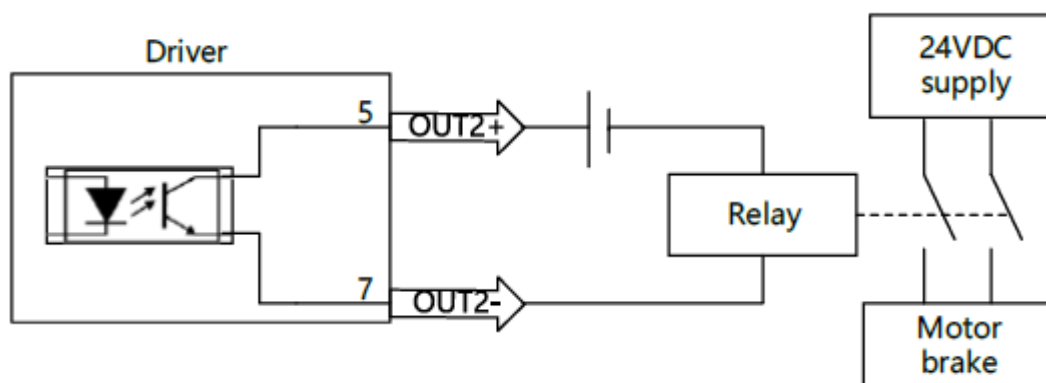 Driver
24VDC
supply
5
OUT2+
Relay
7
OUT2-
Motor
brake